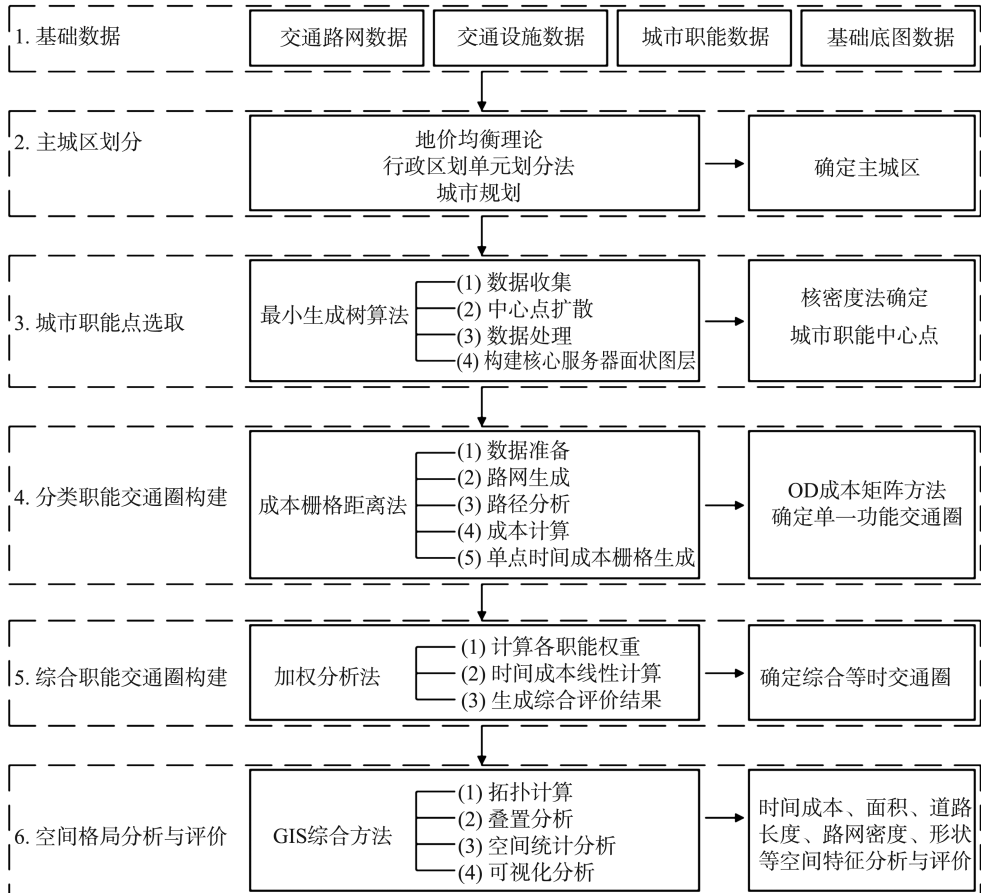 1. 基础数据
交通路网数据
交通设施数据
城市职能数据
基础底图数据
2. 主城区划分
地价均衡理论
行政区划单元划分法
城市规划
确定主城区
3. 城市职能点选取
最小生成树算法
(1) 数据收集
(2) 中心点扩散
(3) 数据处理
(4) 构建核心服务器面状图层
核密度法确定
城市职能中心点
4. 分类职能交通圈构建
成本栅格距离法
(1) 数据准备
(2) 路网生成
(3) 路径分析
(4) 成本计算
(5) 单点时间成本栅格生成
OD成本矩阵方法
确定单一功能交通圈
5. 综合职能交通圈构建
加权分析法
(1) 计算各职能权重
(2) 时间成本线性计算
(3) 生成综合评价结果
确定综合等时交通圈
6. 空间格局分析与评价
GIS综合方法
(1) 拓扑计算
(2) 叠置分析
(3) 空间统计分析
(4) 可视化分析
时间成本、面积、道路
长度、路网密度、形状
等空间特征分析与评价